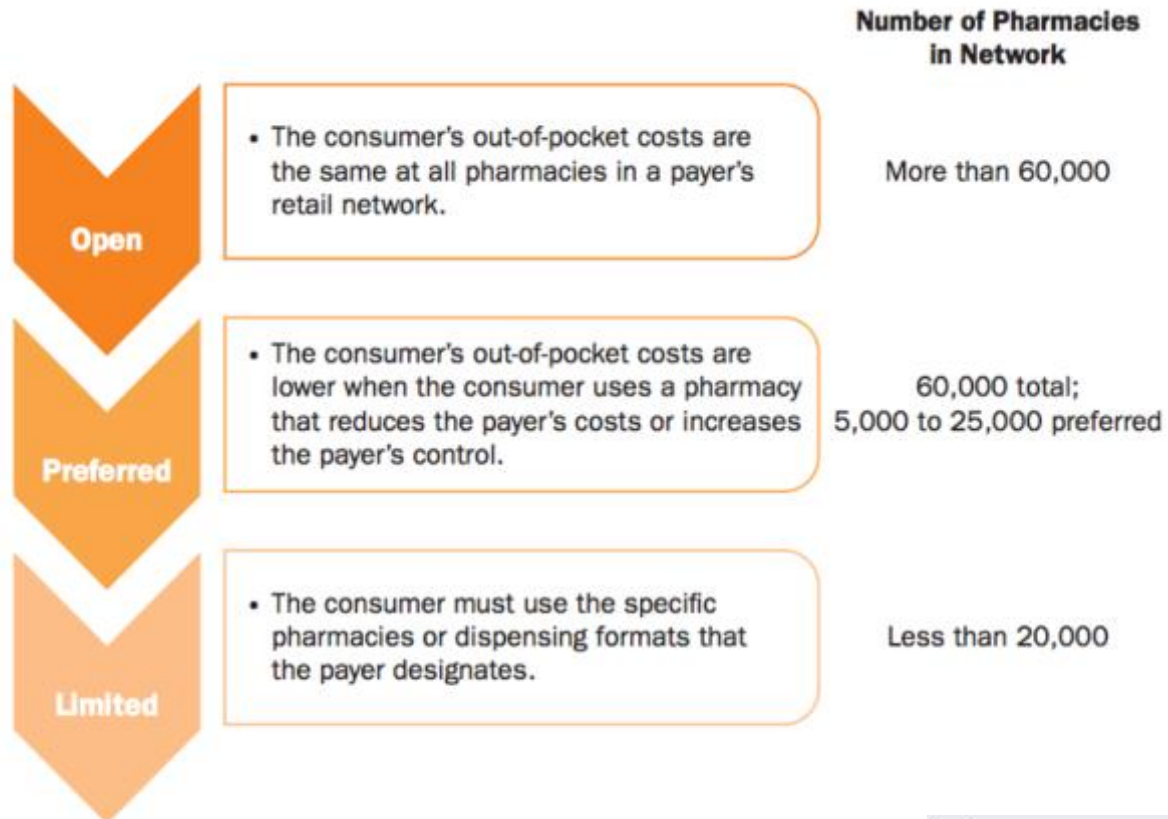 Number of Pharmacies
in Network
Open
• The consumer's out-of-pocket costs are
the same at all pharmacies in a payer's
retail network.
More than 60,000
Preferred
• The consumer's out-of-pocket costs are
lower when the consumer uses a pharmacy
that reduces the payer's costs or increases
the payer's control.
60,000 total;
5,000 to 25,000 preferred
Limited
• The consumer must use the specific
pharmacies or dispensing formats that
the payer designates.
Less than 20,000